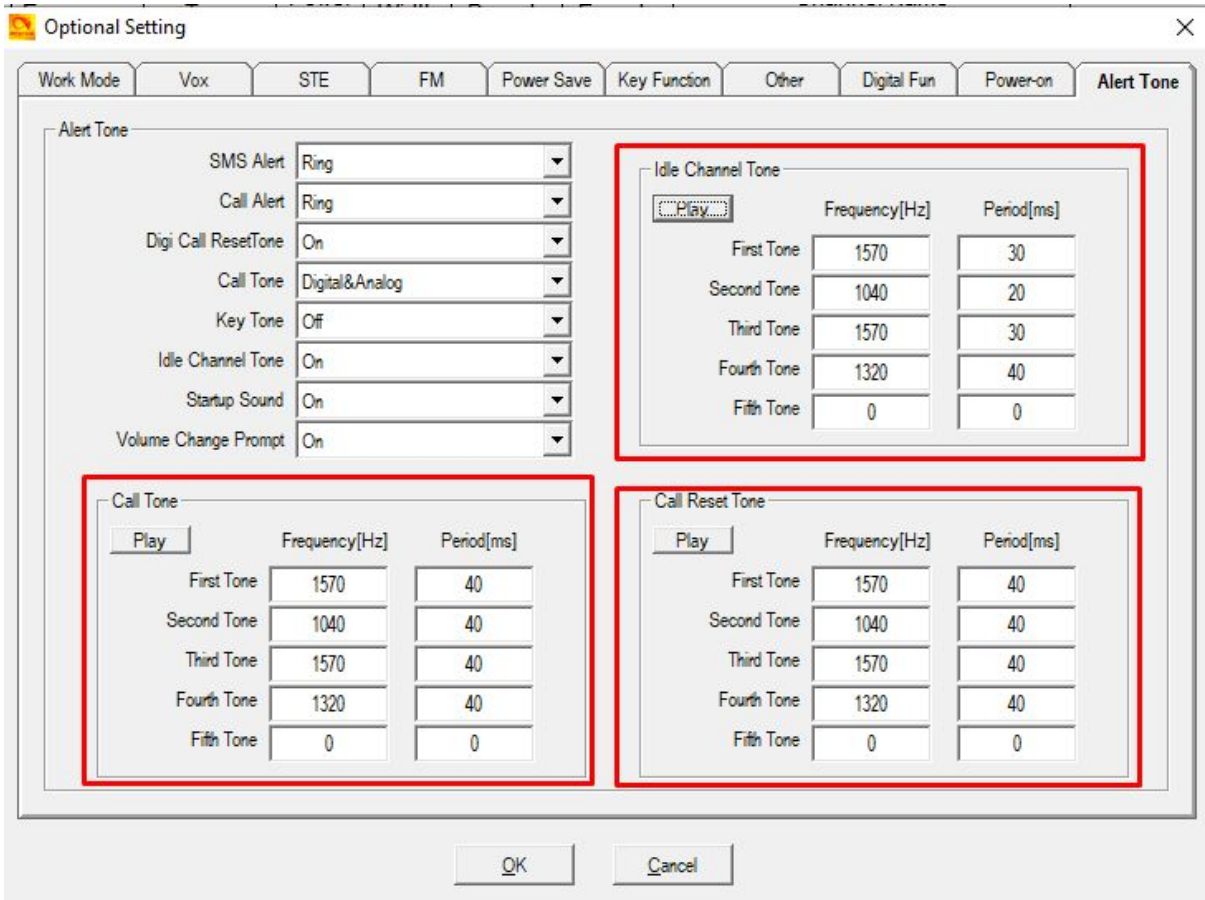 Optional Setting
Work Mode Vox STE FM Power Save Key Function Other Digital Fun Power-on Alert Tone
Alert Tone
SMS Alert Ring
Call Alert Ring
Digi Call ResetTone On
Call Tone Digital&Analog
Key Tone Off
Idle Channel Tone On
Startup Sound On
Volume Change Prompt On
Idle Channel Tone
Play Frequency[Hz] Period[ms]
First Tone 1570 30
Second Tone 1040 20
Third Tone 1570 30
Fourth Tone 1320 40
Fifth Tone 0 0
Call Tone
Play Frequency[Hz] Period[ms]
First Tone 1570 40
Second Tone 1040 40
Third Tone 1570 40
Fourth Tone 1320 40
Fifth Tone 0 0
Call Reset Tone
Play Frequency[Hz] Period[ms]
First Tone 1570 40
Second Tone 1040 40
Third Tone 1570 40
Fourth Tone 1320 40
Fifth Tone 0 0
OK Cancel